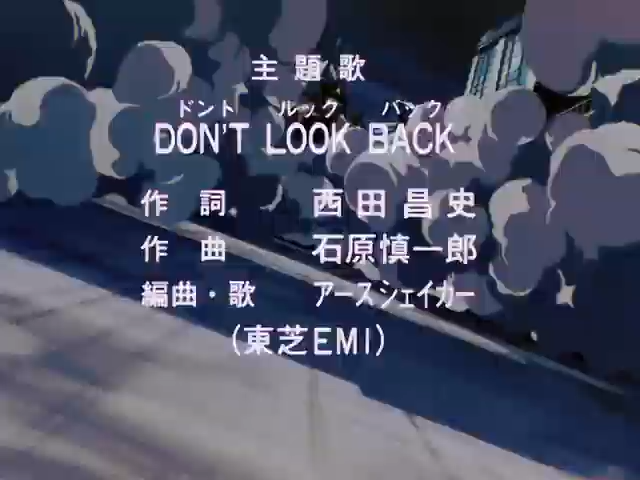 主題歌
ドント ルック バック
DON'T LOOK BACK
作詞 西田昌史
作曲 石原慎一郎
編曲・歌 アースシェイカー
(東芝EMI)